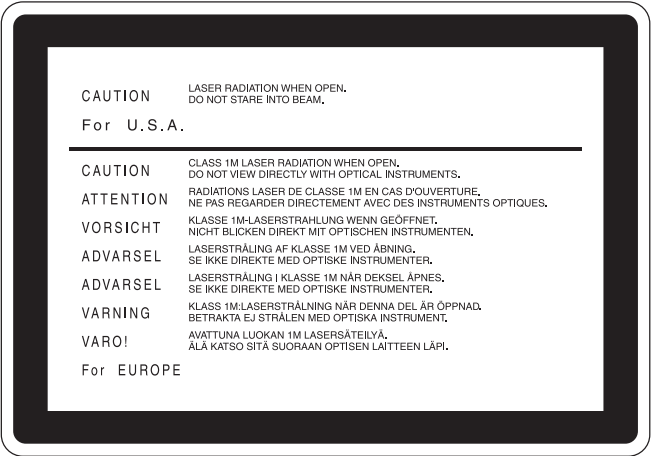 CAUTION LASER RADIATION WHEN OPEN.
DO NOT STARE INTO BEAM.
For U.S.A.
CAUTION CLASS 1M LASER RADIATION WHEN OPEN.
DO NOT VIEW DIRECTLY WITH OPTICAL INSTRUMENTS.
ATTENTION RADIATIONS LASER DE CLASSE 1M EN CAS D'OUVERTURE.
NE PAS REGARDER DIRECTEMENT AVEC DES INSTRUMENTS OPTIQUES.
VORSICHT KLASSE 1M-LASERSTRAHLUNG WENN GEÖFFNET.
NICHT BLICKEN DIREKT MIT OPTISCHEN INSTRUMENTEN.
ADVARSEL LASERSTRÅLING AF KLASSE 1M VED ÅBNING.
SE IKKE DIREKTE MED OPTISKE INSTRUMENTER.
ADVARSEL LASERSTRÅLING I KLASSE 1M NÅR DEKSEL ÅPNES.
SE IKKE DIREKTE MED OPTISKE INSTRUMENTER.
VARNING KLASS 1M:LASERSTRÅLNING NÄR DENNA DEL ÄR ÖPPNAD.
BETRAKTA EJ STRÅLEN MED OPTISKA INSTRUMENT.
VARO! AVATTUNA LUOKAN 1M LASERSÄTEILYÄ.
ÄLÄ KATSO SITÄ SUORAAN OPTISEN LAITTEEN LÄPI.
For EUROPE